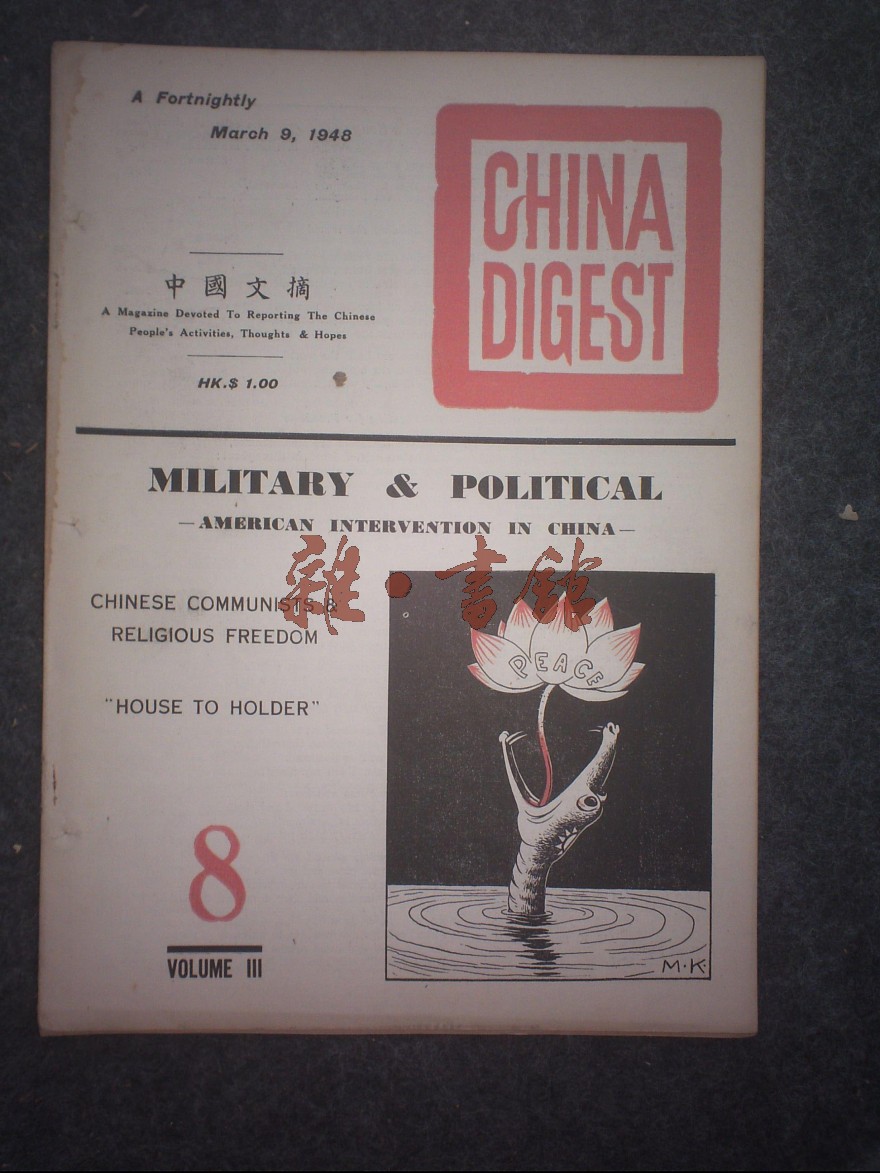 A Fortnightly
March 9, 1948
CHINA
DIGEST
中國文摘
A Magazine Devoted To Reporting The Chinese
People's Activities, Thoughts & Hopes
HK.$ 1.00
MILITARY & POLITICAL
—AMERICAN INTERVENTION IN CHINA—
雜·書館
CHINESE COMMUNISTS &
RELIGIOUS FREEDOM
"HOUSE TO HOLDER"
PEACE
8
VOLUME III
M·K·